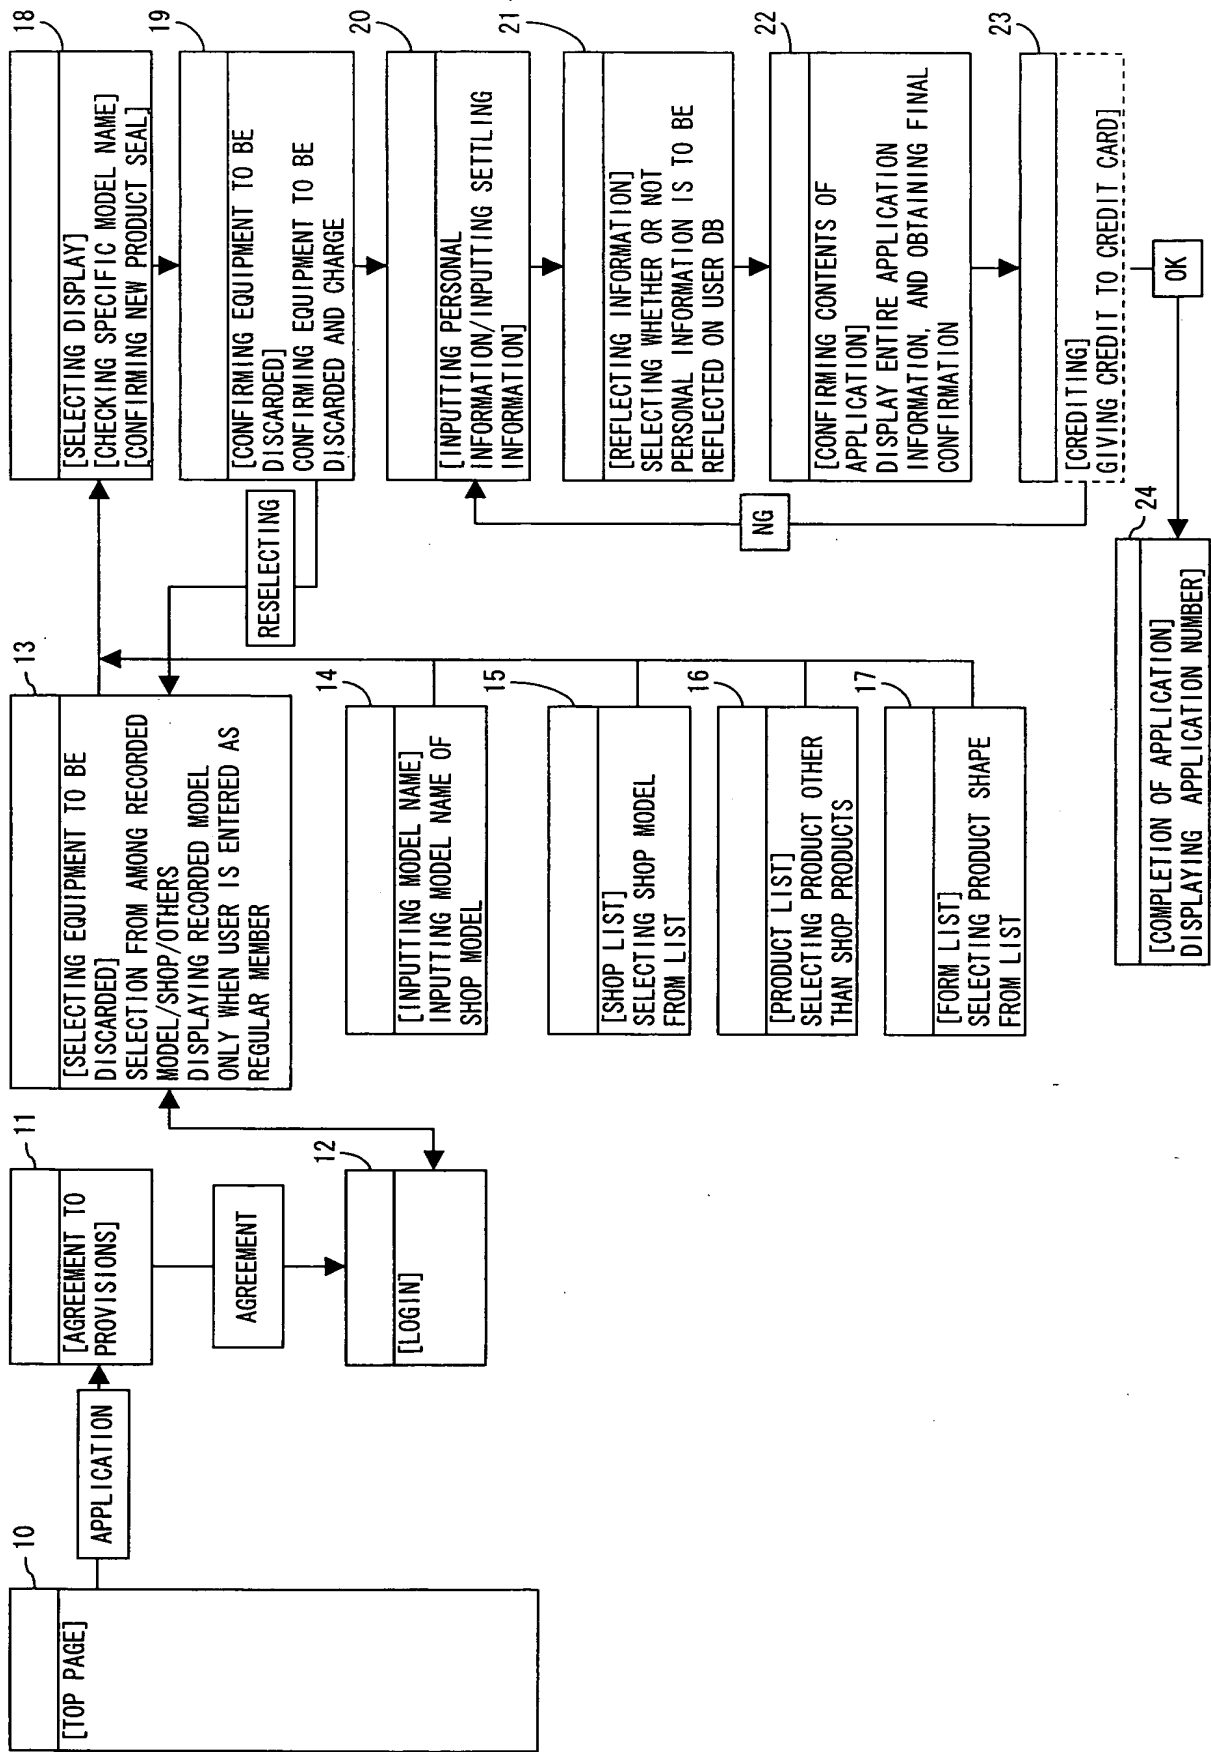 10
[TOP PAGE]
APPLICATION
11
[AGREEMENT TO
PROVISIONS]
AGREEMENT
12
[LOGIN]
13
[SELECTING EQUIPMENT TO BE
DISCARDED]
SELECTION FROM AMONG RECORDED
MODEL/SHOP/OTHERS
DISPLAYING RECORDED MODEL
ONLY WHEN USER IS ENTERED AS
REGULAR MEMBER
14
[INPUTTING MODEL NAME]
INPUTTING MODEL NAME OF
SHOP MODEL
15
[SHOP LIST]
SELECTING SHOP MODEL
FROM LIST
16
[PRODUCT LIST]
SELECTING PRODUCT OTHER
THAN SHOP PRODUCTS
17
[FORM LIST]
SELECTING PRODUCT SHAPE
FROM LIST
RESELECTING
18
[SELECTING DISPLAY]
[CHECKING SPECIFIC MODEL NAME]
[CONFIRMING NEW PRODUCT SEAL]
19
[CONFIRMING EQUIPMENT TO BE
DISCARDED]
CONFIRMING EQUIPMENT TO BE
DISCARDED AND CHARGE
20
[INPUTTING PERSONAL
INFORMATION/INPUTTING SETTLING
INFORMATION]
21
[REFLECTING INFORMATION]
SELECTING WHETHER OR NOT
PERSONAL INFORMATION IS TO BE
REFLECTED ON USER DB
22
[CONFIRMING CONTENTS OF
APPLICATION]
DISPLAY ENTIRE APPLICATION
INFORMATION, AND OBTAINING FINAL
CONFIRMATION
NG
23
[CREDITING]
GIVING CREDIT TO CREDIT CARD]
OK
24
[COMPLETION OF APPLICATION]
DISPLAYING APPLICATION NUMBER]